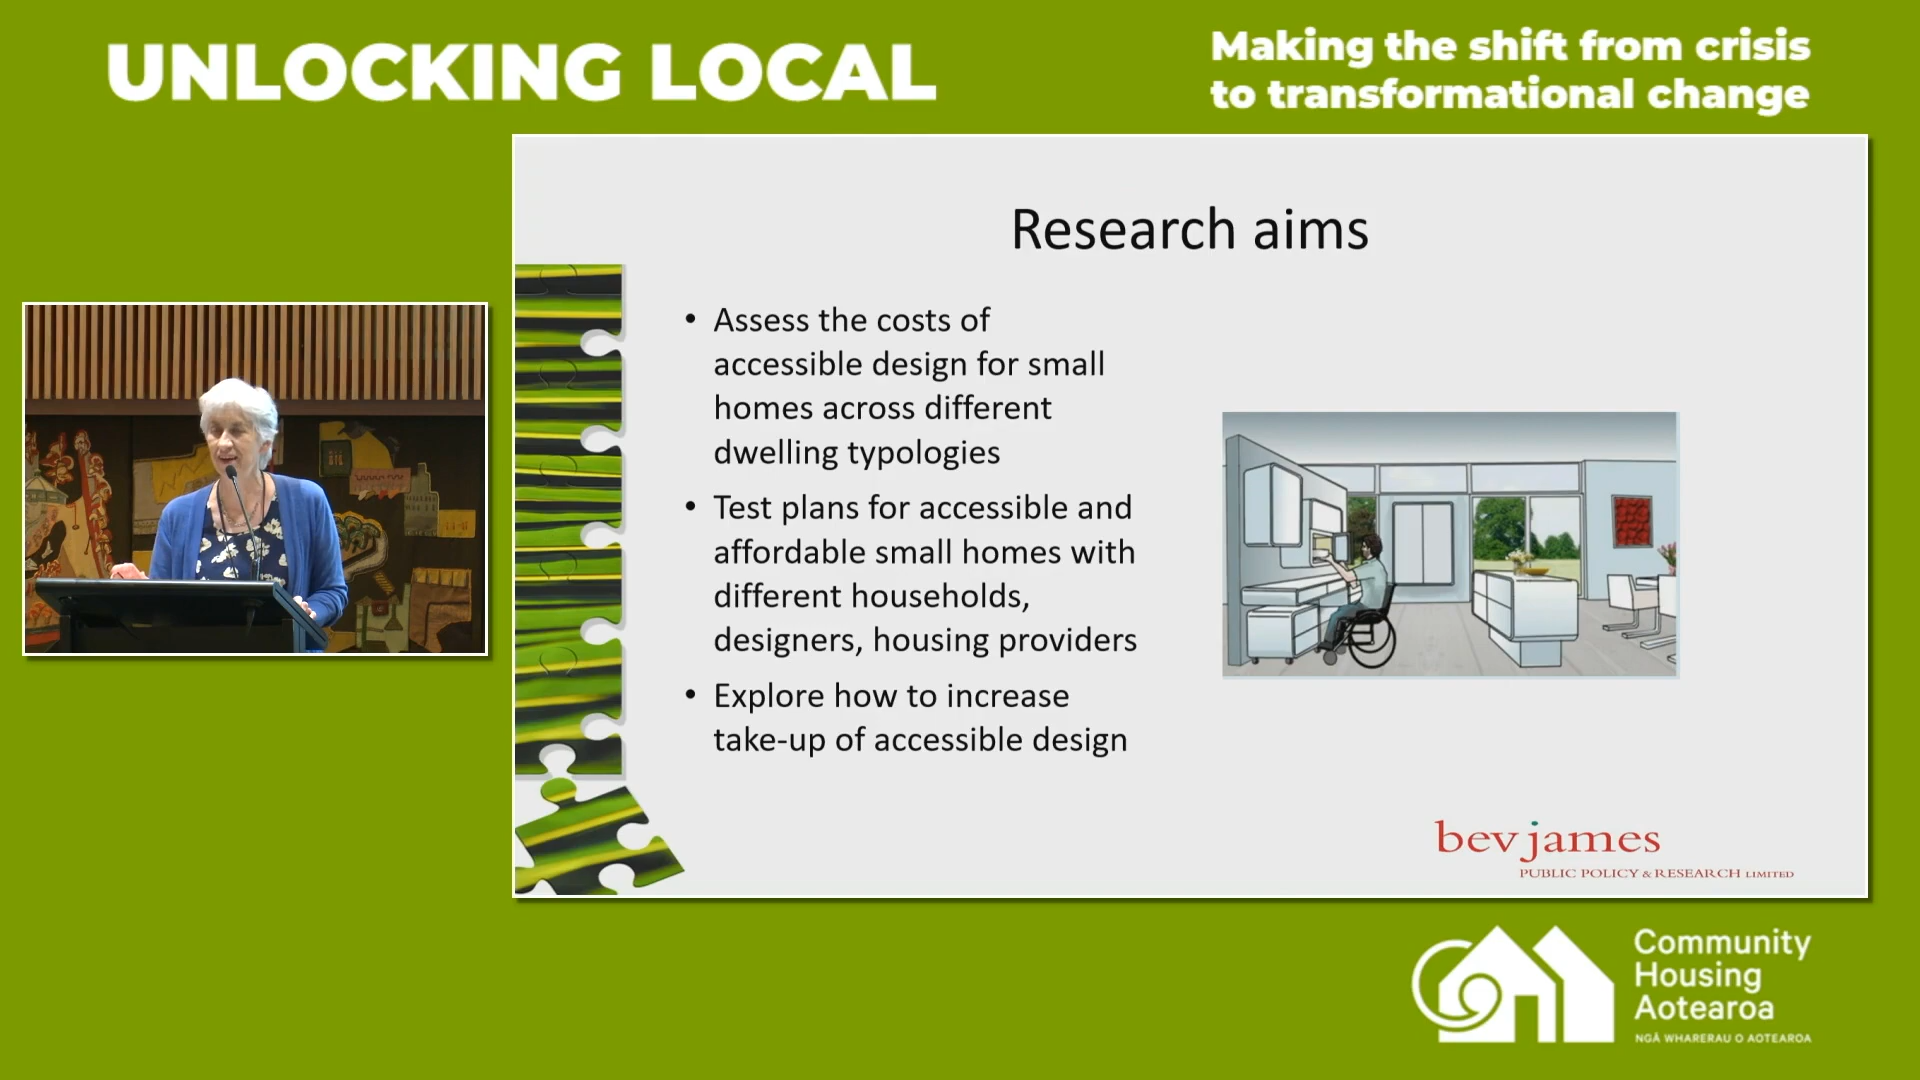 UNLOCKING LOCAL
Making the shift from crisis
to transformational change
Research aims
• Assess the costs of
accessible design for small
homes across different
dwelling typologies
• Test plans for accessible and
affordable small homes with
different households,
designers, housing providers
• Explore how to increase
take-up of accessible design
bev james
PUBLIC POLICY & RESEARCH LIMITED
Community
Housing
Aotearoa
NGĀ WHARERAU O AOTEAROA